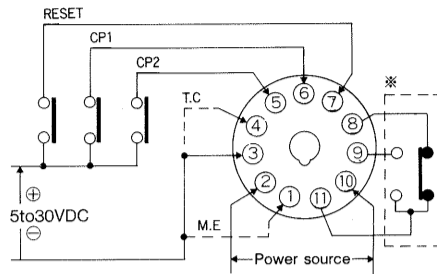 RESET
CP1
CP2
T.C
※
6
5
7
4
8
3
9
2
10
1
11
⊕
5to30VDC
⊖
M.E
Power source